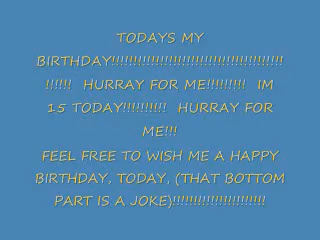 TODAYS MY
BIRTHDAY!!!!!!!!!!!!!!!!!!!!!!!!!!!!!!!!!!!!!!!
!!!!!!  HURRAY FOR ME!!!!!!!!!  IM
15 TODAY!!!!!!!!!!  HURRAY FOR
ME!!!
FEEL FREE TO WISH ME A HAPPY
BIRTHDAY, TODAY, (THAT BOTTOM
PART IS A JOKE)!!!!!!!!!!!!!!!!!!!!!!